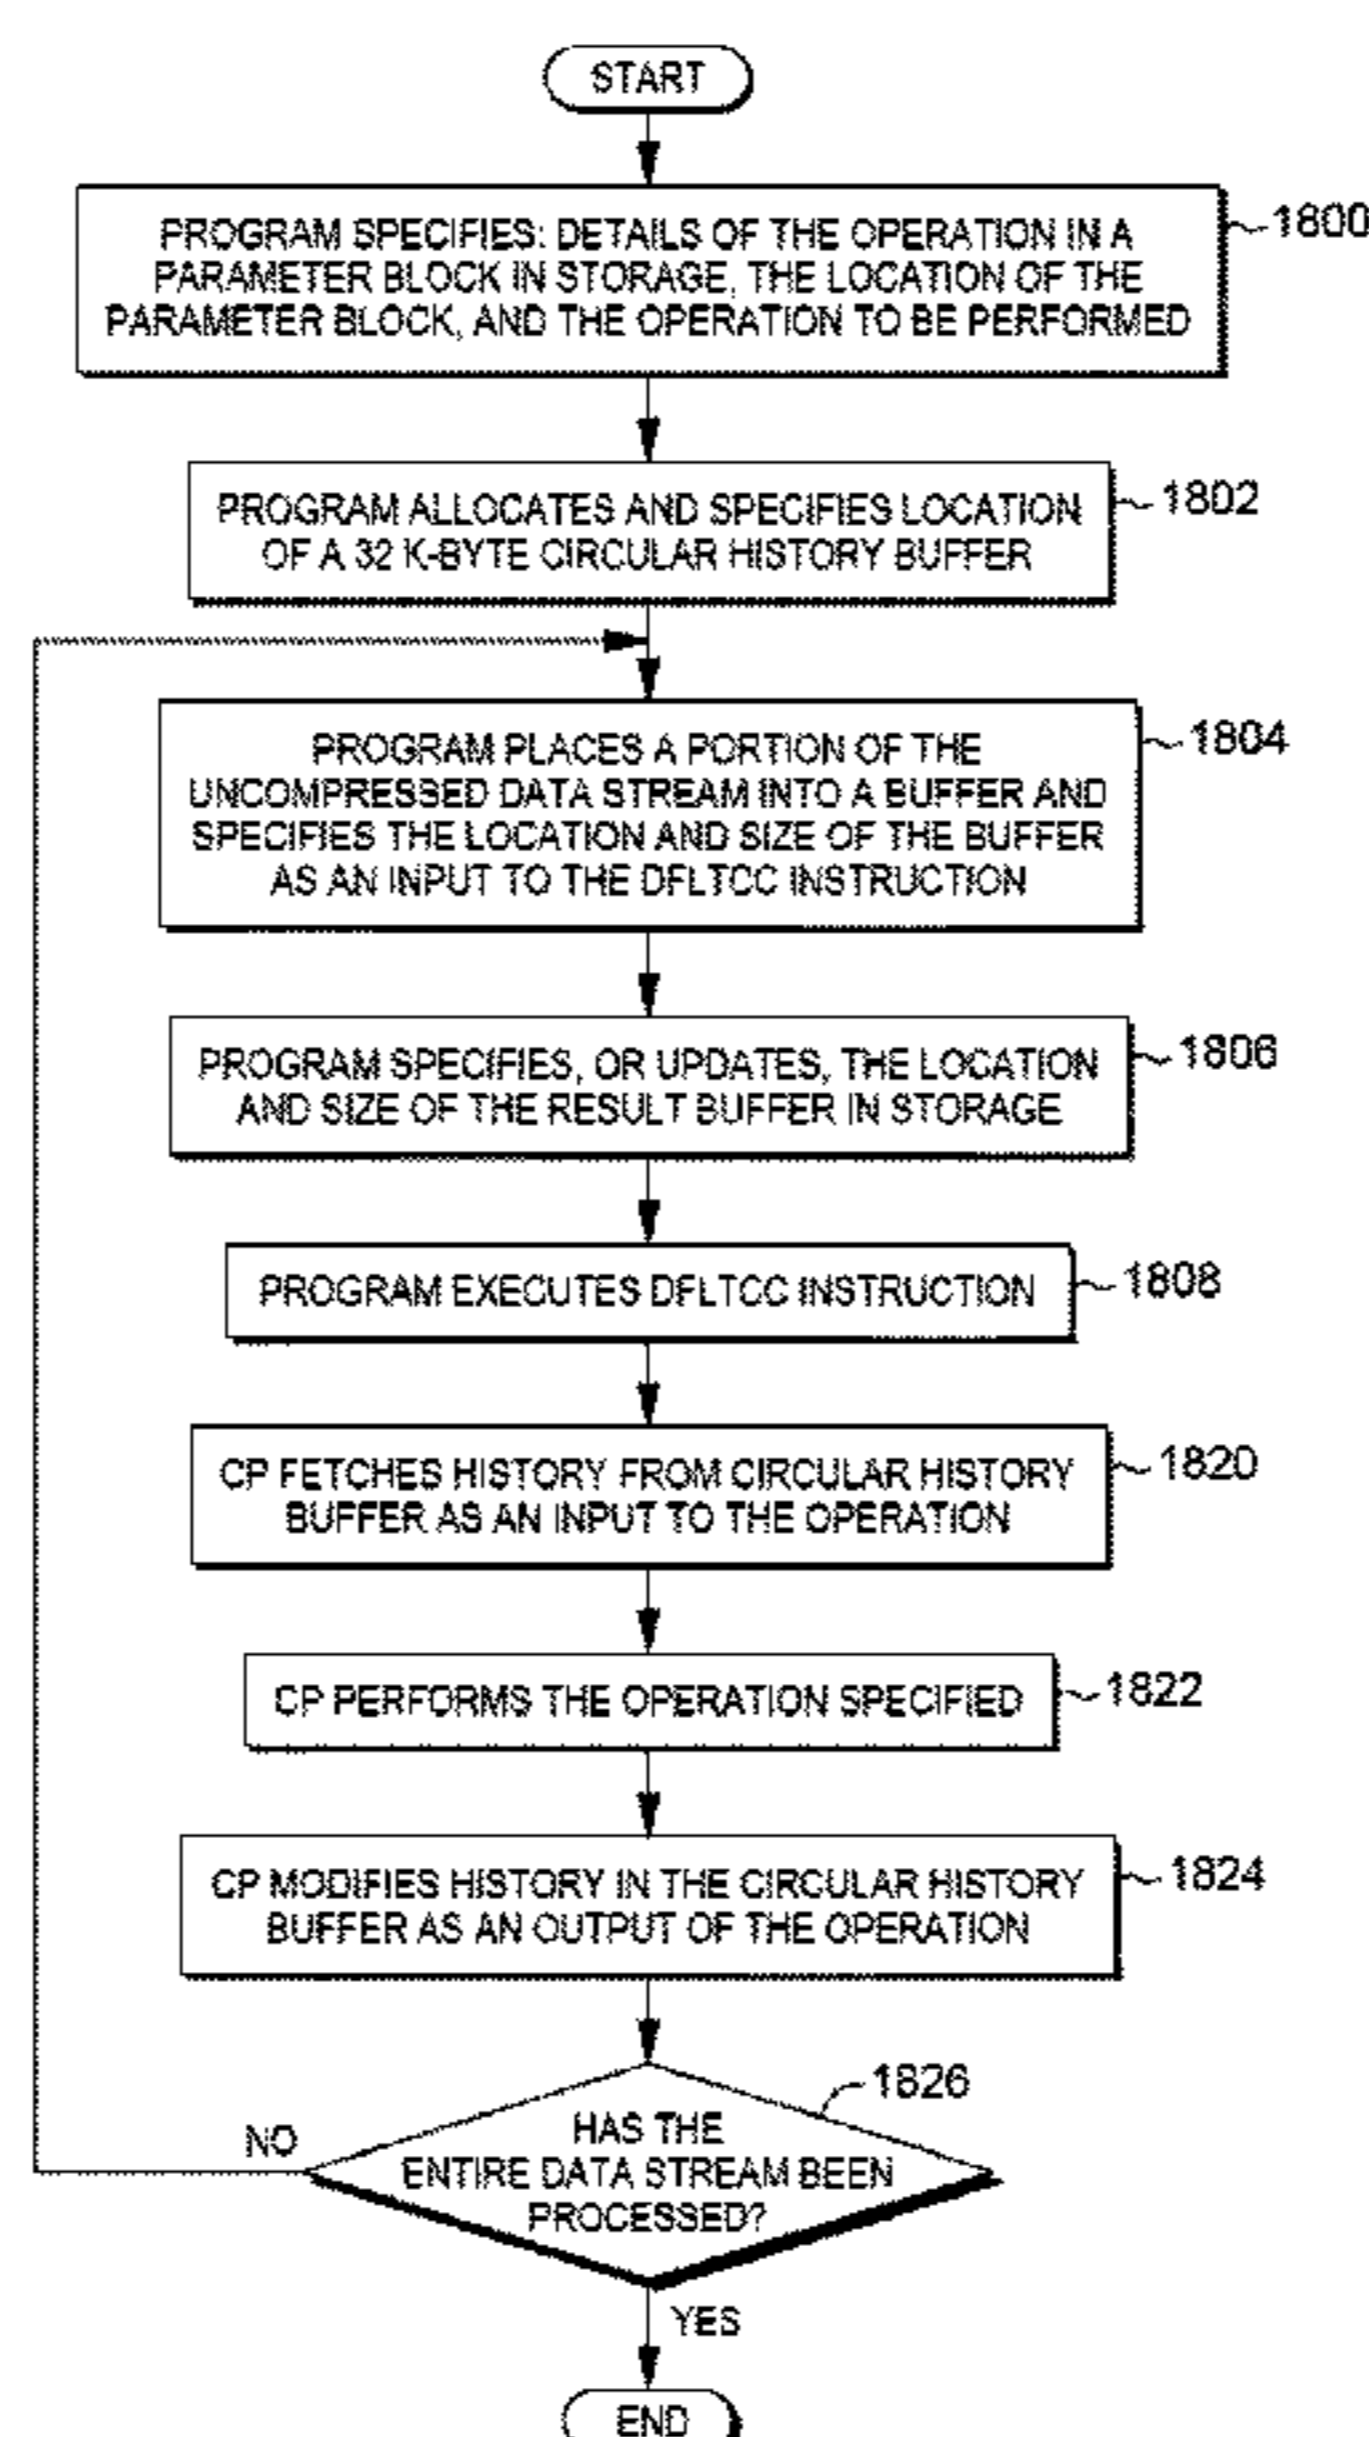 START
PROGRAM SPECIFIES: DETAILS OF THE OPERATION IN A
PARAMETER BLOCK IN STORAGE, THE LOCATION OF THE
PARAMETER BLOCK, AND THE OPERATION TO BE PERFORMED
1800
PROGRAM ALLOCATES AND SPECIFIES LOCATION
OF A 32 K-BYTE CIRCULAR HISTORY BUFFER
1802
PROGRAM PLACES A PORTION OF THE
UNCOMPRESSED DATA STREAM INTO A BUFFER AND
SPECIFIES THE LOCATION AND SIZE OF THE BUFFER
AS AN INPUT TO THE DFLTCC INSTRUCTION
1804
PROGRAM SPECIFIES, OR UPDATES, THE LOCATION
AND SIZE OF THE RESULT BUFFER IN STORAGE
1806
PROGRAM EXECUTES DFLTCC INSTRUCTION
1808
CP FETCHES HISTORY FROM CIRCULAR HISTORY
BUFFER AS AN INPUT TO THE OPERATION
1820
CP PERFORMS THE OPERATION SPECIFIED
1822
CP MODIFIES HISTORY IN THE CIRCULAR HISTORY
BUFFER AS AN OUTPUT OF THE OPERATION
1824
1826
HAS THE
ENTIRE DATA STREAM BEEN
PROCESSED?
NO
YES
END